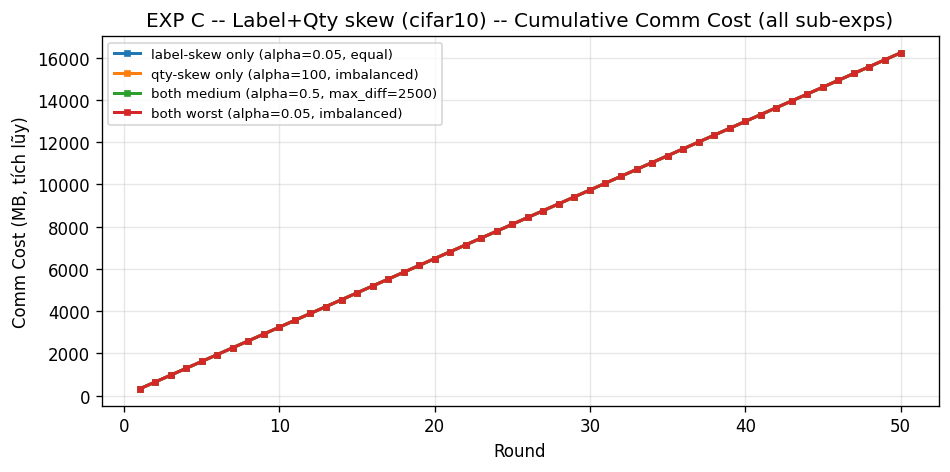 EXP C -- Label+Qty skew (cifar10) -- Cumulative Comm Cost (all sub-exps)
label-skew only (alpha=0.05, equal)
qty-skew only (alpha=100, imbalanced)
both medium (alpha=0.5, max_diff=2500)
both worst (alpha=0.05, imbalanced)
Comm Cost (MB, tích lũy)
16000
14000
12000
10000
8000
6000
4000
2000
0
0 10 20 30 40 50
Round